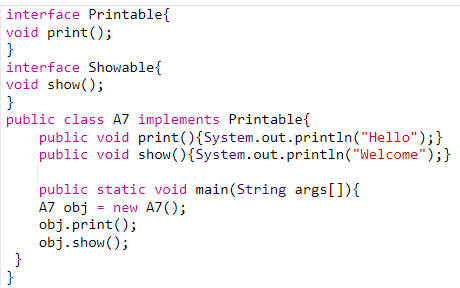 interface Printable{
void print();
}
interface Showable{
void show();
}
public class A7 implements Printable{
    public void print(){System.out.println("Hello");}
    public void show(){System.out.println("Welcome");}

    public static void main(String args[]){
    A7 obj = new A7();
    obj.print();
    obj.show();
 }
}